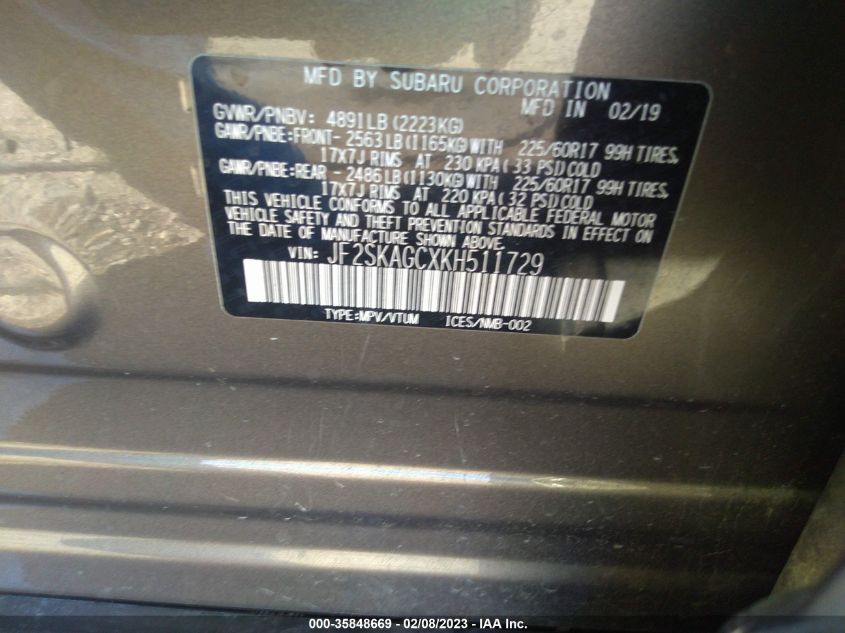 MFD BY SUBARU CORPORATION
MFD IN 02/19
GVWR/PNBV: 4891LB(2223KG)
GAWR/PNBE:FRONT- 2563LB(1165KG)WITH 225/60R17 99H TIRES,
17X7J RIMS AT 230 KPA( 33 PSI)COLD
GAWR/PNBE:REAR - 2486LB(1130KG)WITH 225/60R17 99H TIRES,
17X7J RIMS AT 220 KPA( 32 PSI)COLD
THIS VEHICLE CONFORMS TO ALL APPLICABLE FEDERAL MOTOR
VEHICLE SAFETY AND THEFT PREVENTION STANDARDS IN EFFECT ON
THE DATE OF MANUFACTURE SHOWN ABOVE.
VIN: JF2SKAGCXKH511729
TYPE:MPV/VTUM ICES/NMB-002
000-35848669 - 02/08/2023 - IAA Inc.